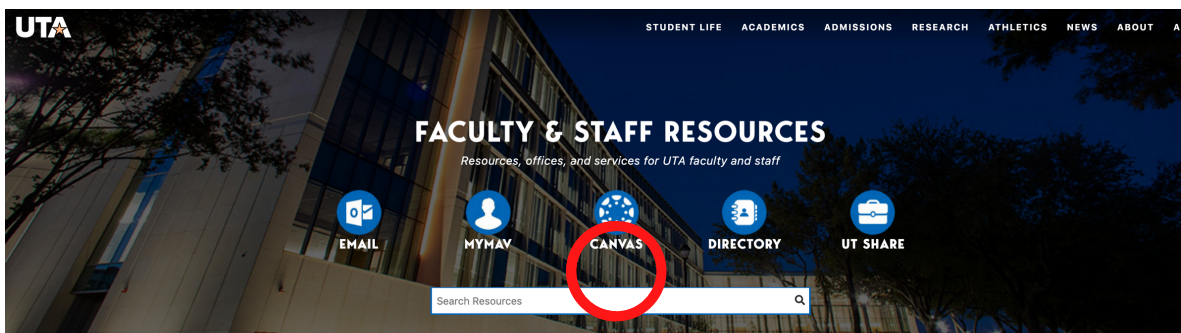 UTA
STUDENT LIFE ACADEMICS ADMISSIONS RESEARCH ATHLETICS NEWS ABOUT A
FACULTY & STAFF RESOURCES
Resources, offices, and services for UTA faculty and staff
EMAIL MYMAV CANVAS DIRECTORY UT SHARE
Search Resources